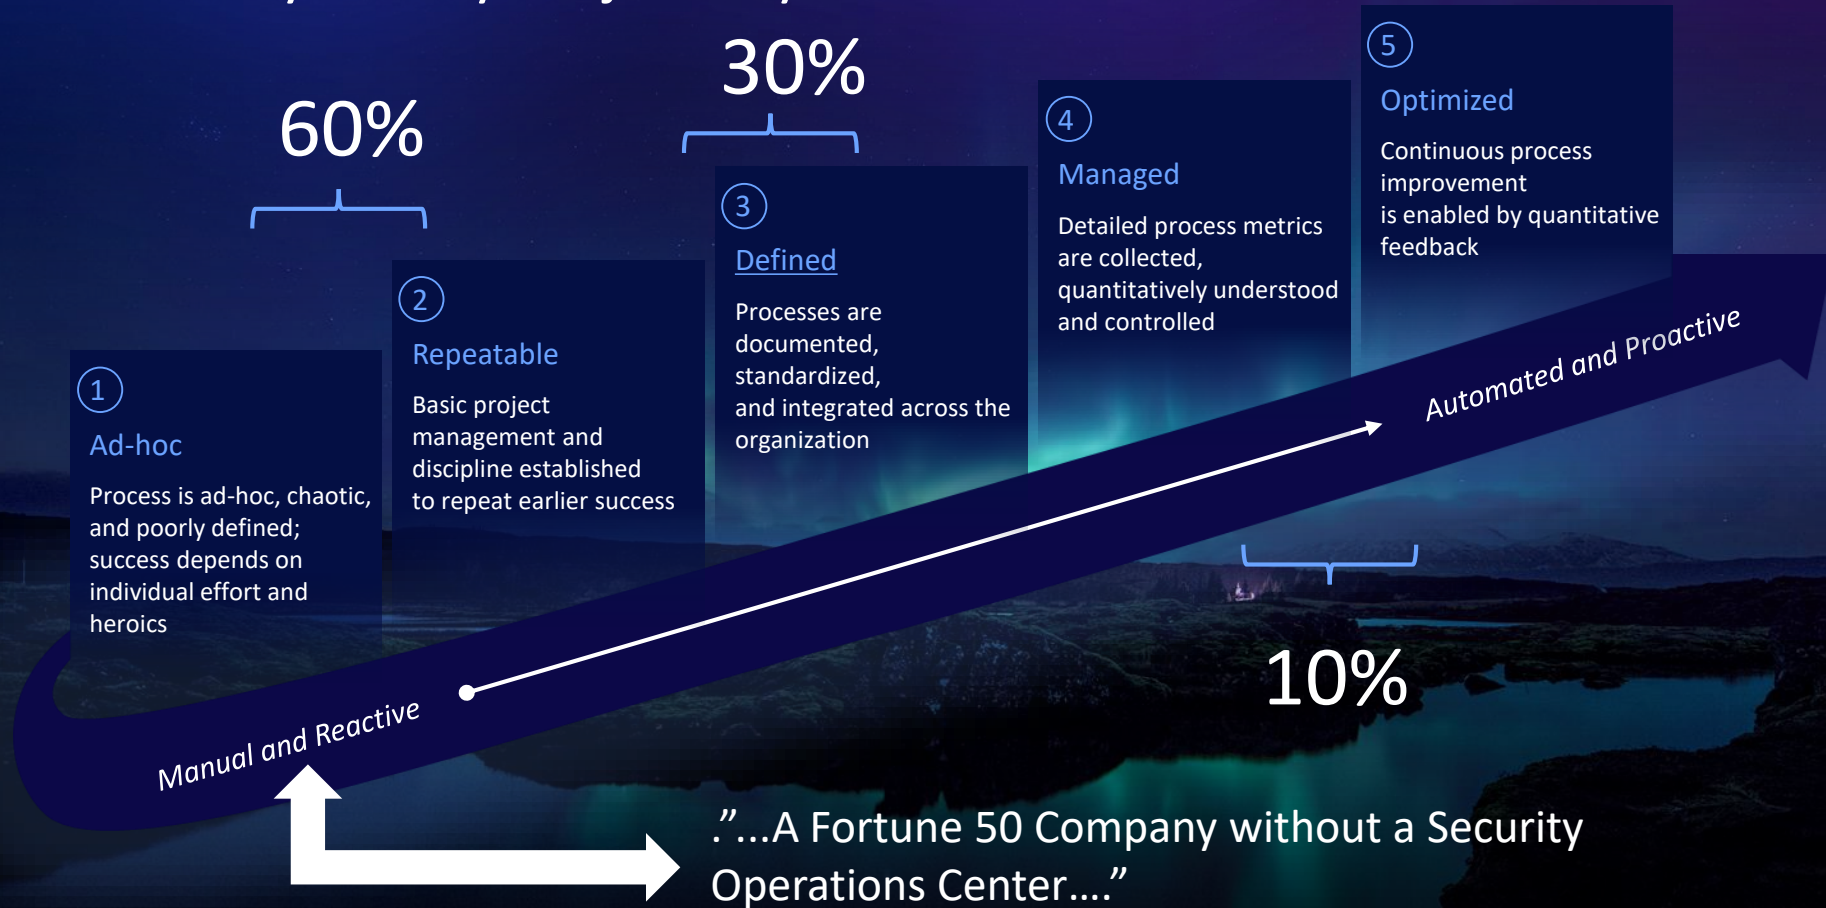 60%
30%
1
Ad-hoc
Process is ad-hoc, chaotic,
and poorly defined;
success depends on
individual effort and
heroics
2
Repeatable
Basic project
management and
discipline established
to repeat earlier success
3
Defined
Processes are
documented,
standardized,
and integrated across the
organization
4
Managed
Detailed process metrics
are collected,
quantitatively understood
and controlled
5
Optimized
Continuous process
improvement
is enabled by quantitative
feedback
Manual and Reactive
Automated and Proactive
10%
.”...A Fortune 50 Company without a Security
Operations Center....”